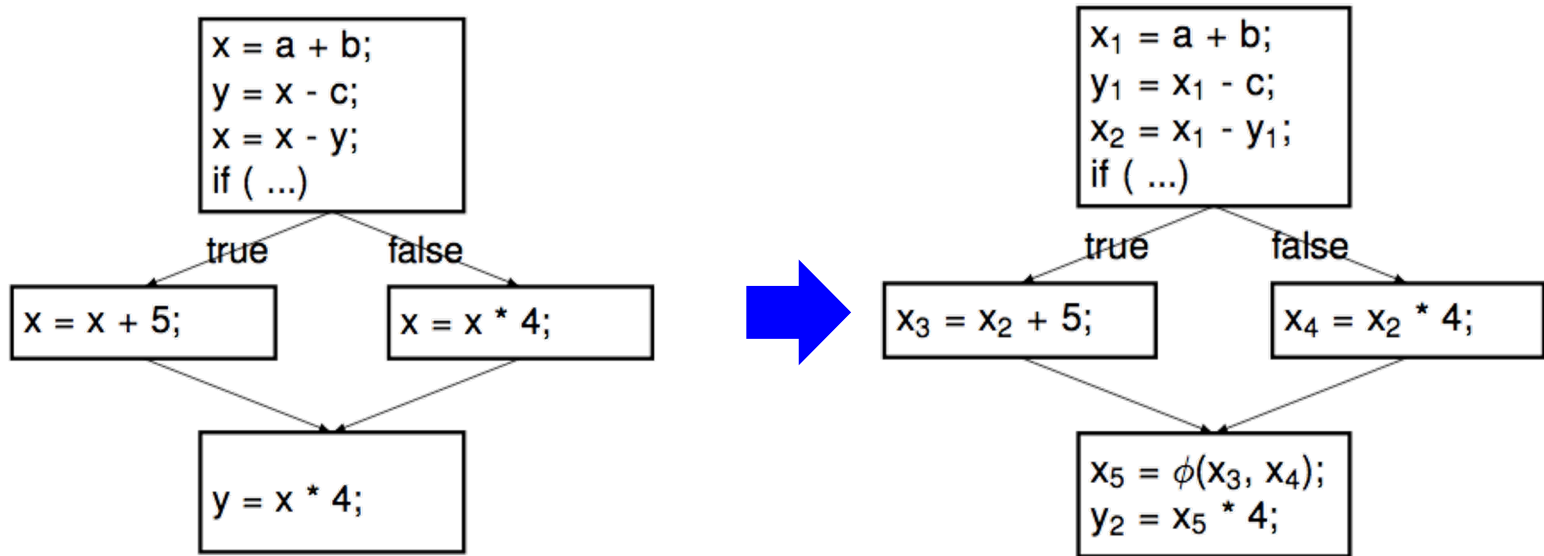 x = a + b;
y = x - c;
x = x - y;
if ( ...)
true
false
x = x + 5;
x = x * 4;
y = x * 4;
x₁ = a + b;
y₁ = x₁ - c;
x₂ = x₁ - y₁;
if ( ...)
true
false
x₃ = x₂ + 5;
x₄ = x₂ * 4;
x₅ = ϕ(x₃, x₄);
y₂ = x₅ * 4;